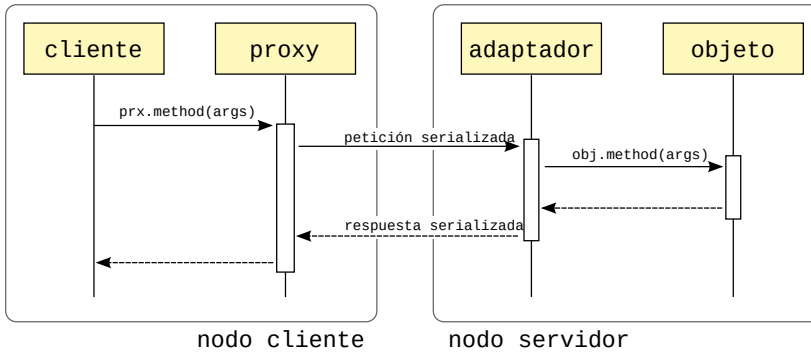 cliente
proxy
adaptador
objeto
prx.method(args)
petición serializada
obj.method(args)
respuesta serializada
nodo cliente
nodo servidor